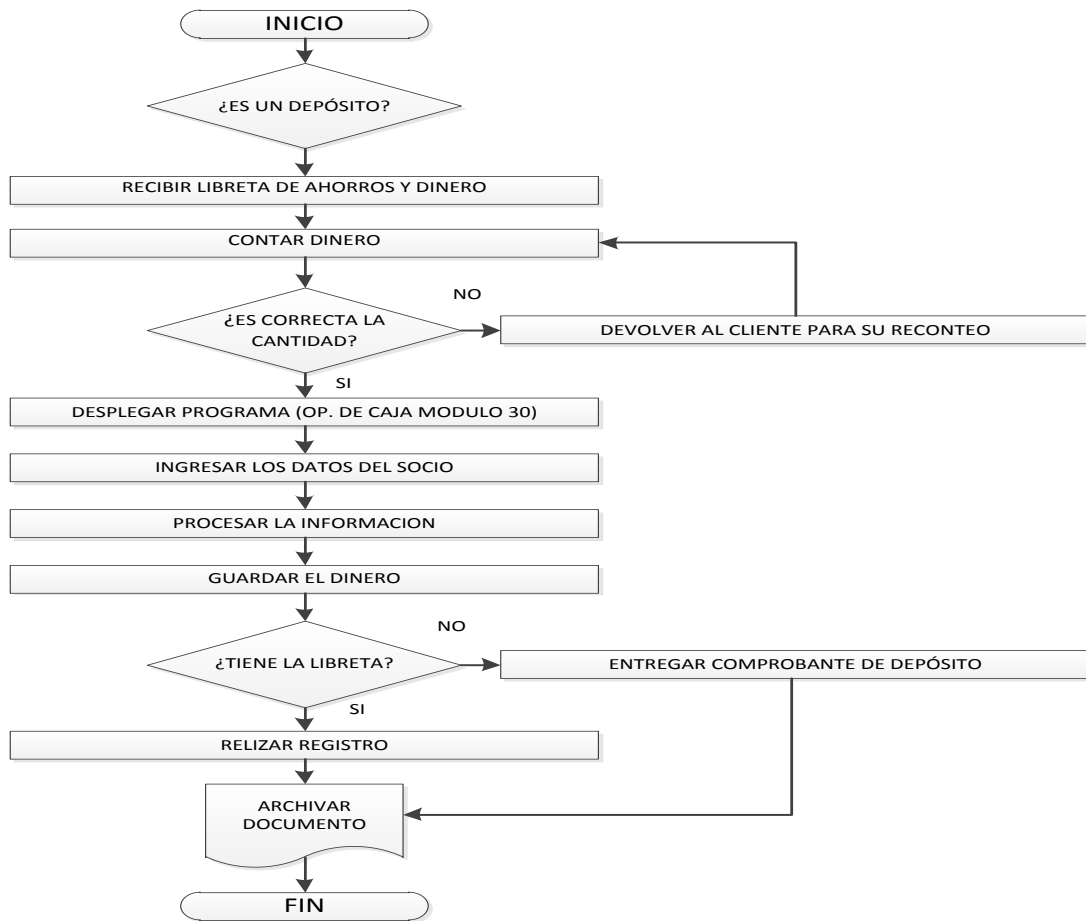 INICIO
¿ES UN DEPÓSITO?
RECIBIR LIBRETA DE AHORROS Y DINERO
CONTAR DINERO
NO
¿ES CORRECTA LA
CANTIDAD?
DEVOLVER AL CLIENTE PARA SU RECONTEO
SI
DESPLEGAR PROGRAMA (OP. DE CAJA MODULO 30)
INGRESAR LOS DATOS DEL SOCIO
PROCESAR LA INFORMACION
GUARDAR EL DINERO
NO
¿TIENE LA LIBRETA?
ENTREGAR COMPROBANTE DE DEPÓSITO
SI
RELIZAR REGISTRO
ARCHIVAR
DOCUMENTO
FIN